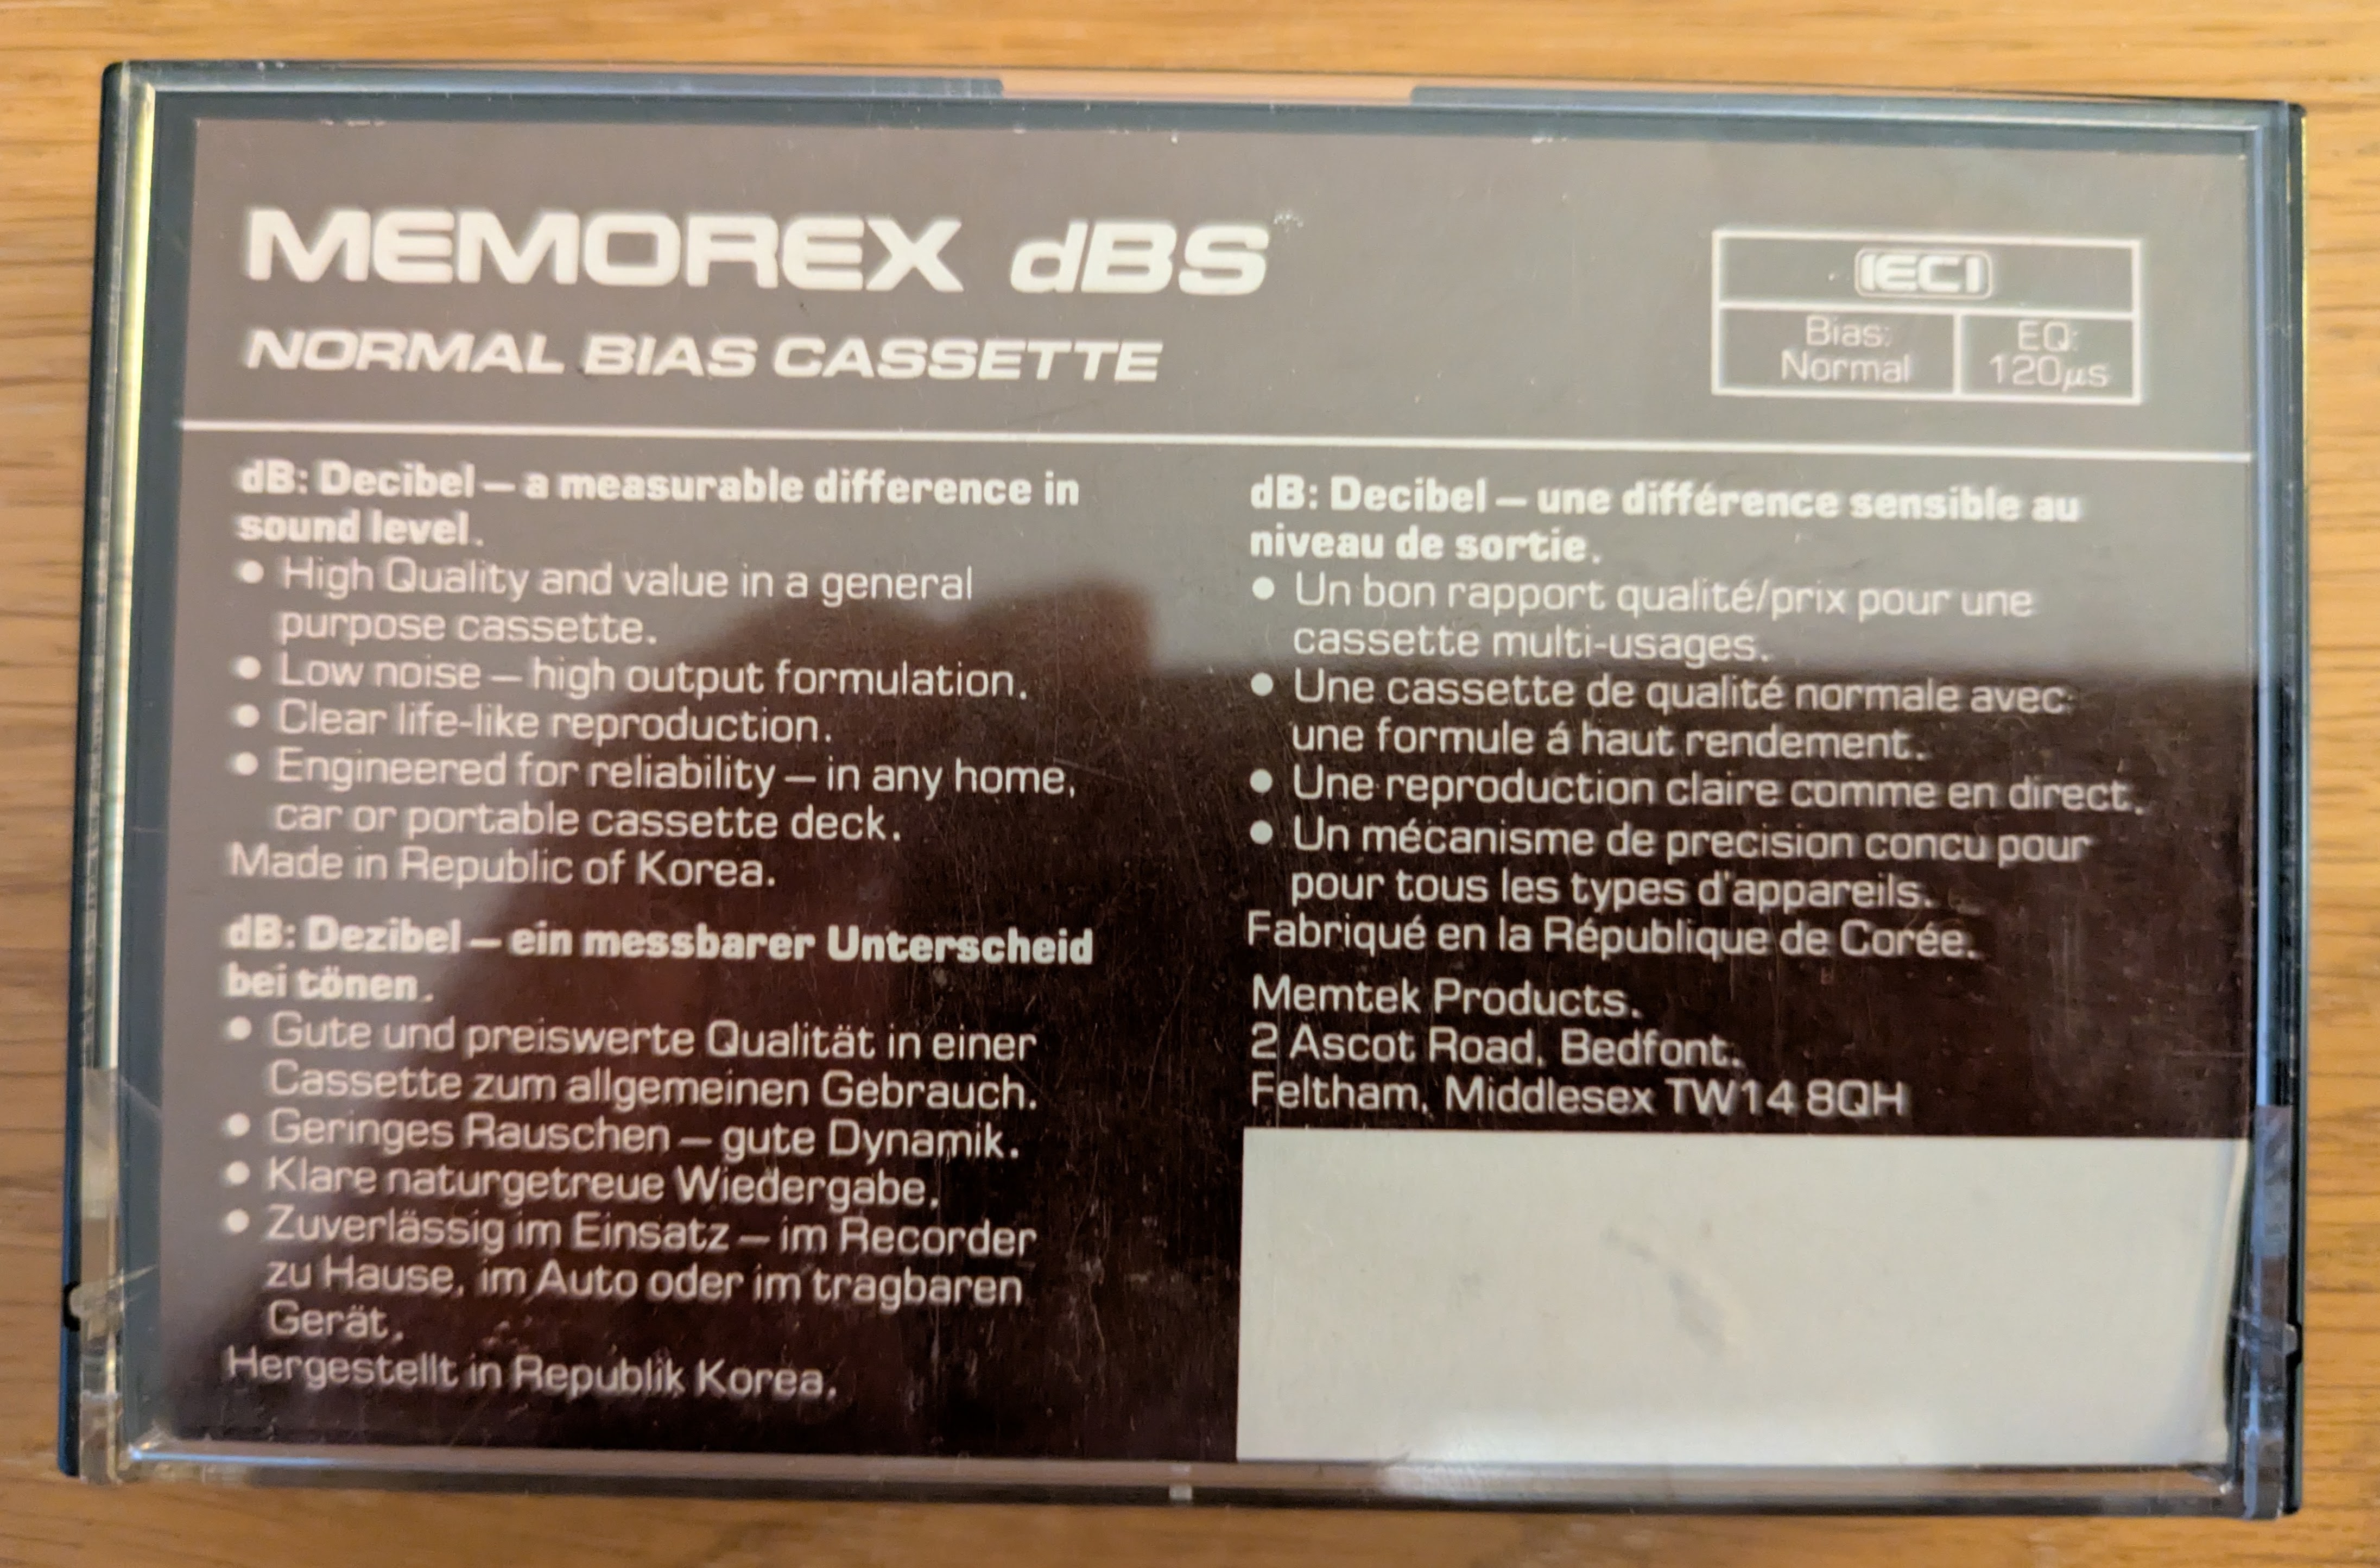 MEMOREX dBS
NORMAL BIAS CASSETTE
IECI
Bias:
Normal
EQ:
120μs
dB: Decibel – a measurable difference in
sound level.
• High Quality and value in a general
purpose cassette.
• Low noise – high output formulation.
• Clear life-like reproduction.
• Engineered for reliability – in any home,
car or portable cassette deck.
Made in Republic of Korea.
dB: Dezibel – ein messbarer Unterscheid
bei tönen.
• Gute und preiswerte Qualität in einer
Cassette zum allgemeinen Gebrauch.
• Geringes Rauschen – gute Dynamik.
• Klare naturgetreue Wiedergabe.
• Zuverlässig im Einsatz – im Recorder
zu Hause, im Auto oder im tragbaren
Gerät.
Hergestellt in Republik Korea.
dB: Decibel – une différence sensible au
niveau de sortie.
• Un bon rapport qualité/prix pour une
cassette multi-usages.
• Une cassette de qualité normale avec
une formule á haut rendement.
• Une reproduction claire comme en direct.
• Un mécanisme de precision concu pour
pour tous les types d'appareils.
Fabriqué en la République de Corée.
Memtek Products.
2 Ascot Road, Bedfont.
Feltham, Middlesex TW14 8QH